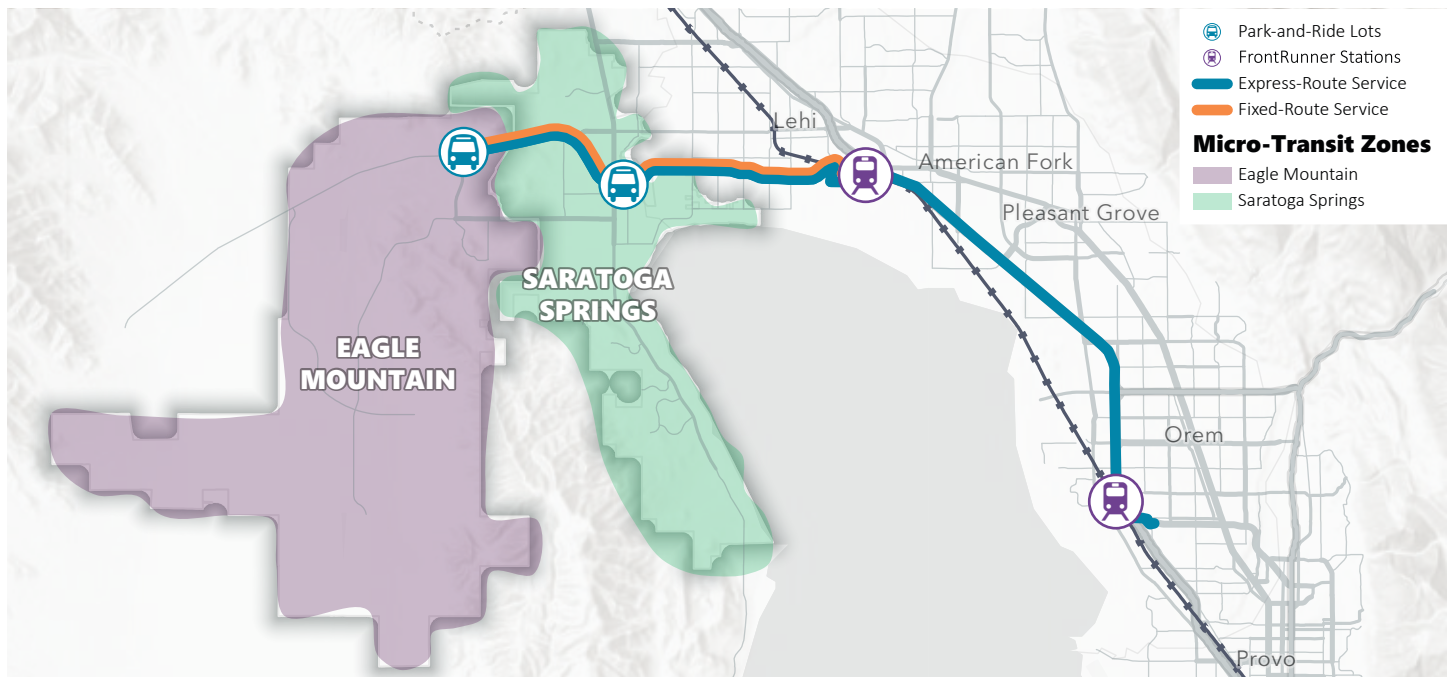 Park-and-Ride Lots
FrontRunner Stations
Express-Route Service
Fixed-Route Service
Micro-Transit Zones
Eagle Mountain
Saratoga Springs
Lehi
American Fork
Pleasant Grove
SARATOGA
SPRINGS
EAGLE
MOUNTAIN
Orem
Provo